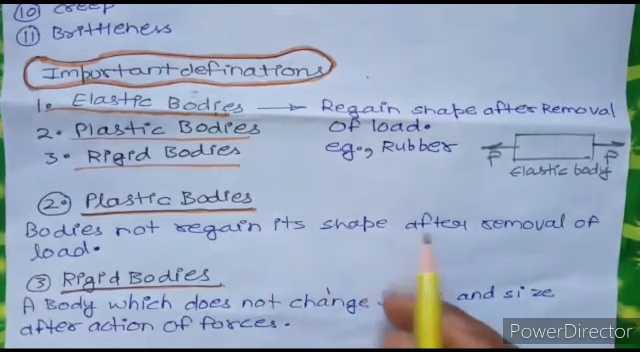 ⑩ Creep
⑪ Brittleness
Important definations
1. Elastic Bodies → Regain shape after Removal
2. Plastic Bodies of load.
3. Rigid Bodies eg., Rubber
P P
Elastic body
②. Plastic Bodies
Bodies not regain its shape after removal of
load.
③ Rigid Bodies
A Body which does not change and size
after action of forces.
PowerDirector